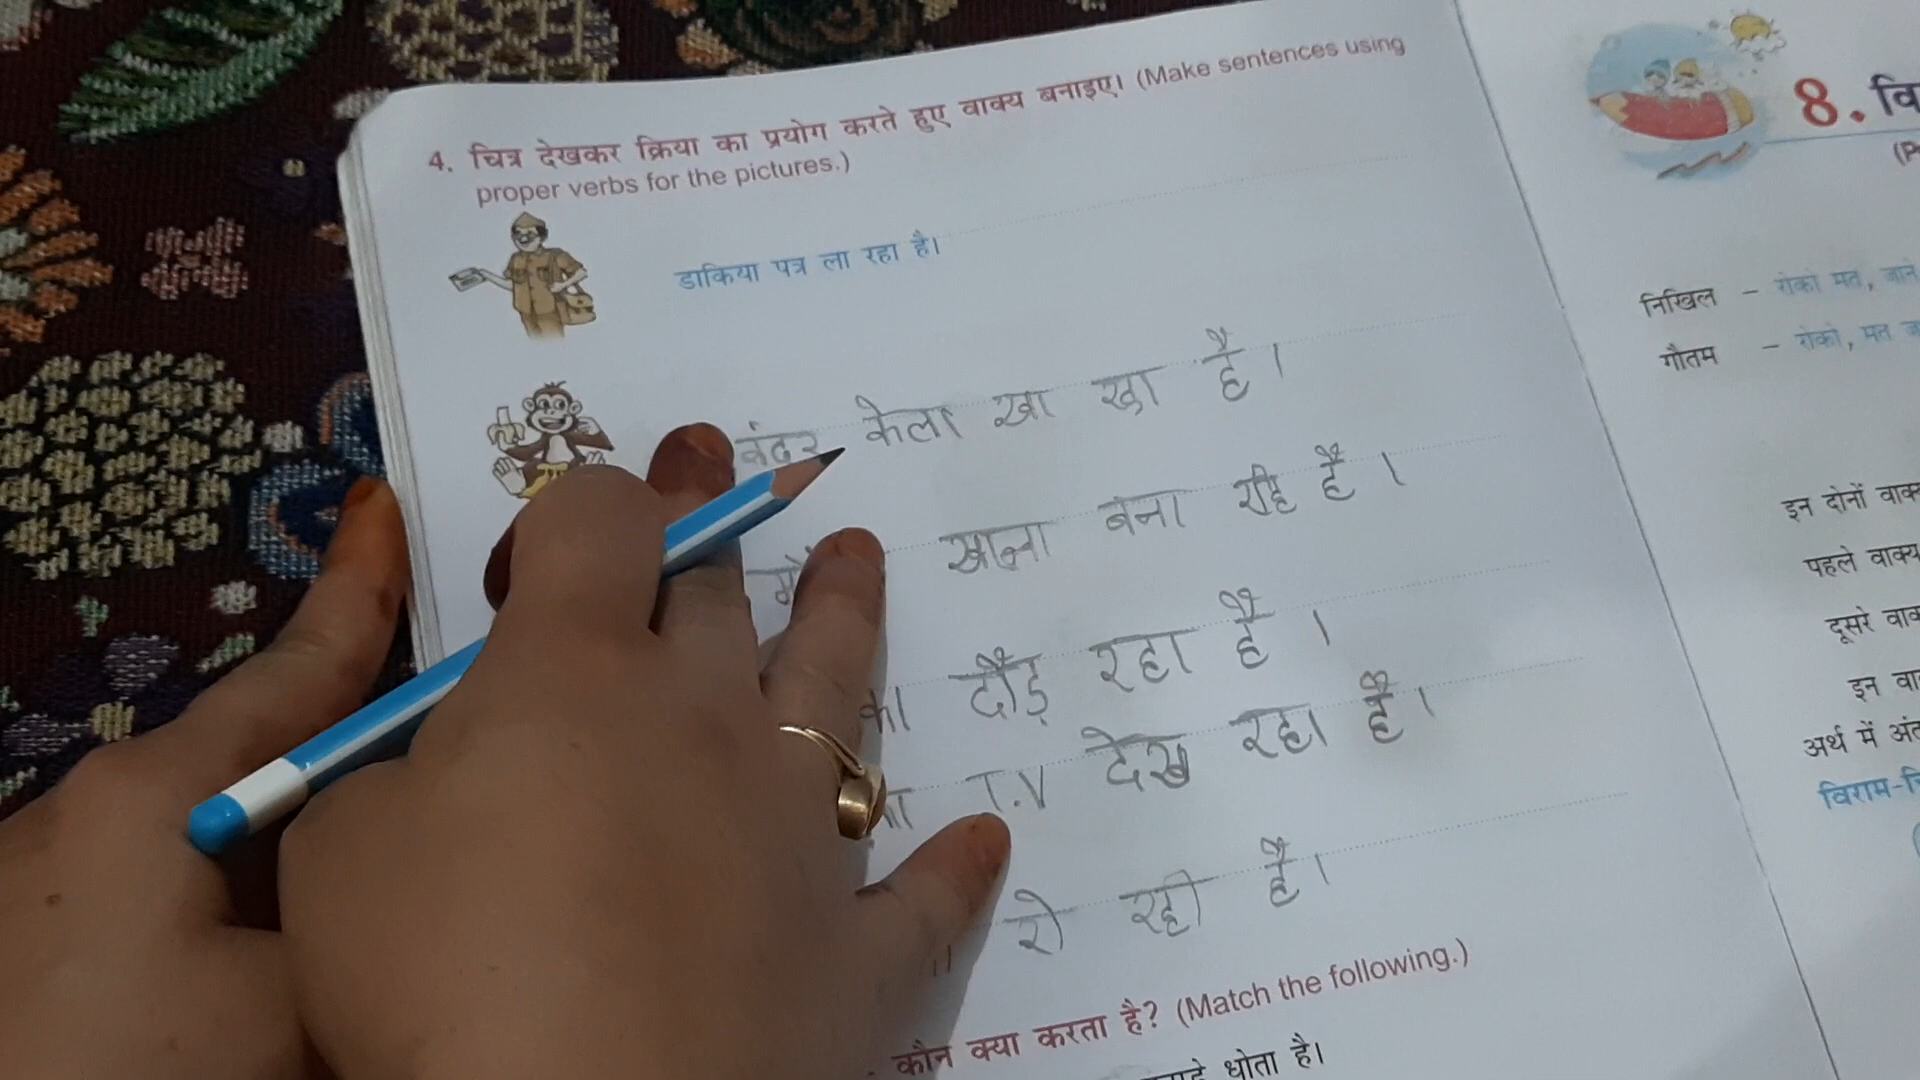 4. चित्र देखकर क्रिया का प्रयोग करते हुए वाक्य बनाइए। (Make sentences using
proper verbs for the pictures.)
डाकिया पत्र ला रहा है।
बंदर केला खा रहा है।
खाना बना रहि हैं।
दौड़ रहा है।
T.V देख रहा है।
रो रही है।
कौन क्या करता है? (Match the following.)
धोता है।
8.
निखिल – रोको मत, जाने
गौतम – रोको, मत
इन दोनों
पहले
दूसरे
इन
अर्थ में
विराम-